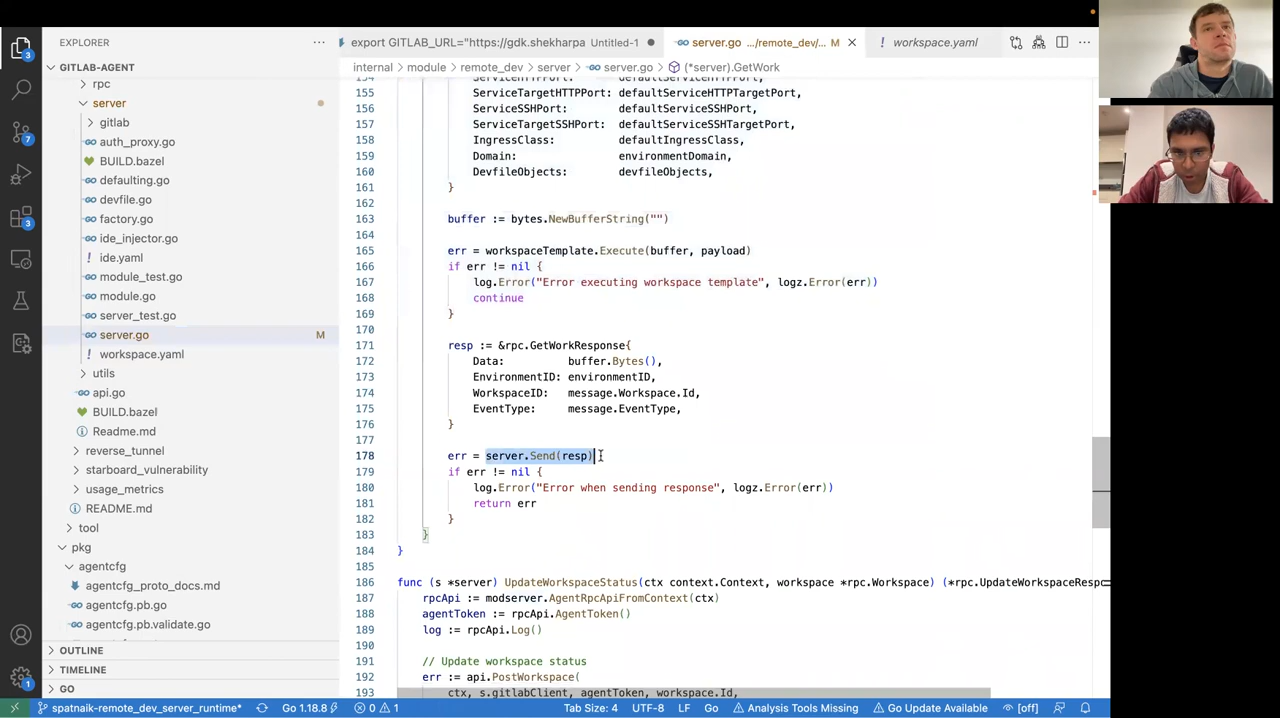 EXPLORER
GITLAB-AGENT
rpc
server
gitlab
auth_proxy.go
BUILD.bazel
defaulting.go
devfile.go
factory.go
ide_injector.go
ide.yaml
module_test.go
module.go
server_test.go
server.go M
workspace.yaml
utils
api.go
BUILD.bazel
Readme.md
reverse_tunnel
starboard_vulnerability
usage_metrics
README.md
tool
pkg
agentcfg
agentcfg_proto_docs.md
agentcfg.pb.go
agentcfg.pb.validate.go
OUTLINE
TIMELINE
GO
export GITLAB_URL="https://gdk.shekharpa Untitled-1
server.go .../remote_dev/... M
workspace.yaml
internal > module > remote_dev > server > server.go > (*server).GetWork
155 ServiceTargetHTTPPort: defaultServiceHTTPTargetPort,
156 ServiceSSHPort: defaultServiceSSHPort,
157 ServiceTargetSSHPort: defaultServiceSSHTargetPort,
158 IngressClass: defaultIngressClass,
159 Domain: environmentDomain,
160 DevfileObjects: devfileObjects,
161 }
162
163 buffer := bytes.NewBufferString("")
164
165 err = workspaceTemplate.Execute(buffer, payload)
166 if err != nil {
167 log.Error("Error executing workspace template", logz.Error(err))
168 continue
169 }
170
171 resp := &rpc.GetWorkResponse{
172 Data: buffer.Bytes(),
173 EnvironmentID: environmentID,
174 WorkspaceID: message.Workspace.Id,
175 EventType: message.EventType,
176 }
177
178 err = server.Send(resp)
179 if err != nil {
180 log.Error("Error when sending response", logz.Error(err))
181 return err
182 }
183 }
184 }
185
186 func (s *server) UpdateWorkspaceStatus(ctx context.Context, workspace *rpc.Workspace) (*rpc.UpdateWorkspaceResp
187 rpcApi := modserver.AgentRpcApiFromContext(ctx)
188 agentToken := rpcApi.AgentToken()
189 log := rpcApi.Log()
190
191 // Update workspace status
192 err := api.PostWorkspace(
193 ctx, s.gitlabClient, agentToken, workspace.Id,
3
7
3
1
spatnaik-remote_dev_server_runtime* Go 1.18.8 0 1 Tab Size: 4 UTF-8 LF Go Analysis Tools Missing Go Update Available [off]